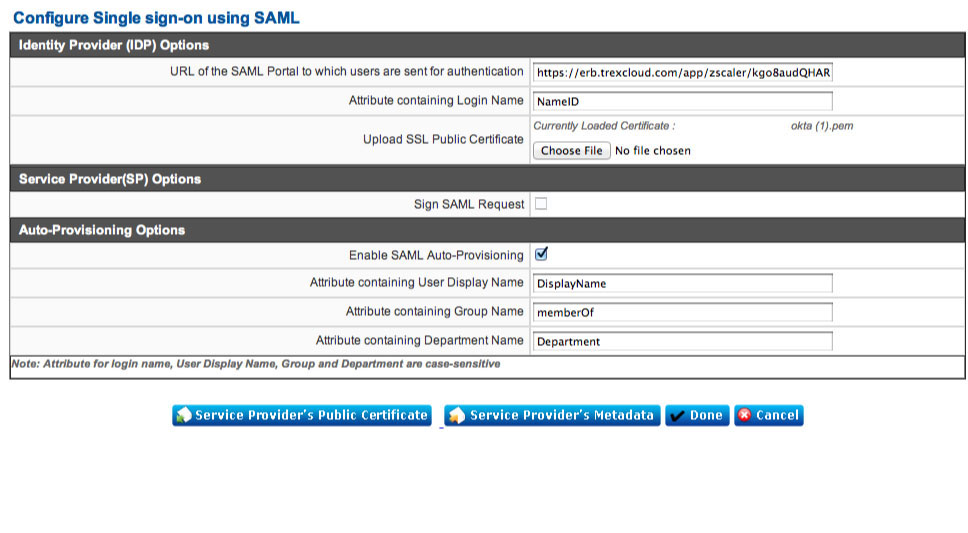 Configure Single sign-on using SAML
Identity Provider (IDP) Options
URL of the SAML Portal to which users are sent for authentication https://erb.trexcloud.com/app/zscaler/kgo8audQHAR
Attribute containing Login Name NameID
Currently Loaded Certificate : okta (1).pem
Upload SSL Public Certificate
Choose File No file chosen
Service Provider(SP) Options
Sign SAML Request
Auto-Provisioning Options
Enable SAML Auto-Provisioning
Attribute containing User Display Name DisplayName
Attribute containing Group Name memberOf
Attribute containing Department Name Department
Note: Attribute for login name, User Display Name, Group and Department are case-sensitive
Service Provider's Public Certificate Service Provider's Metadata Done Cancel